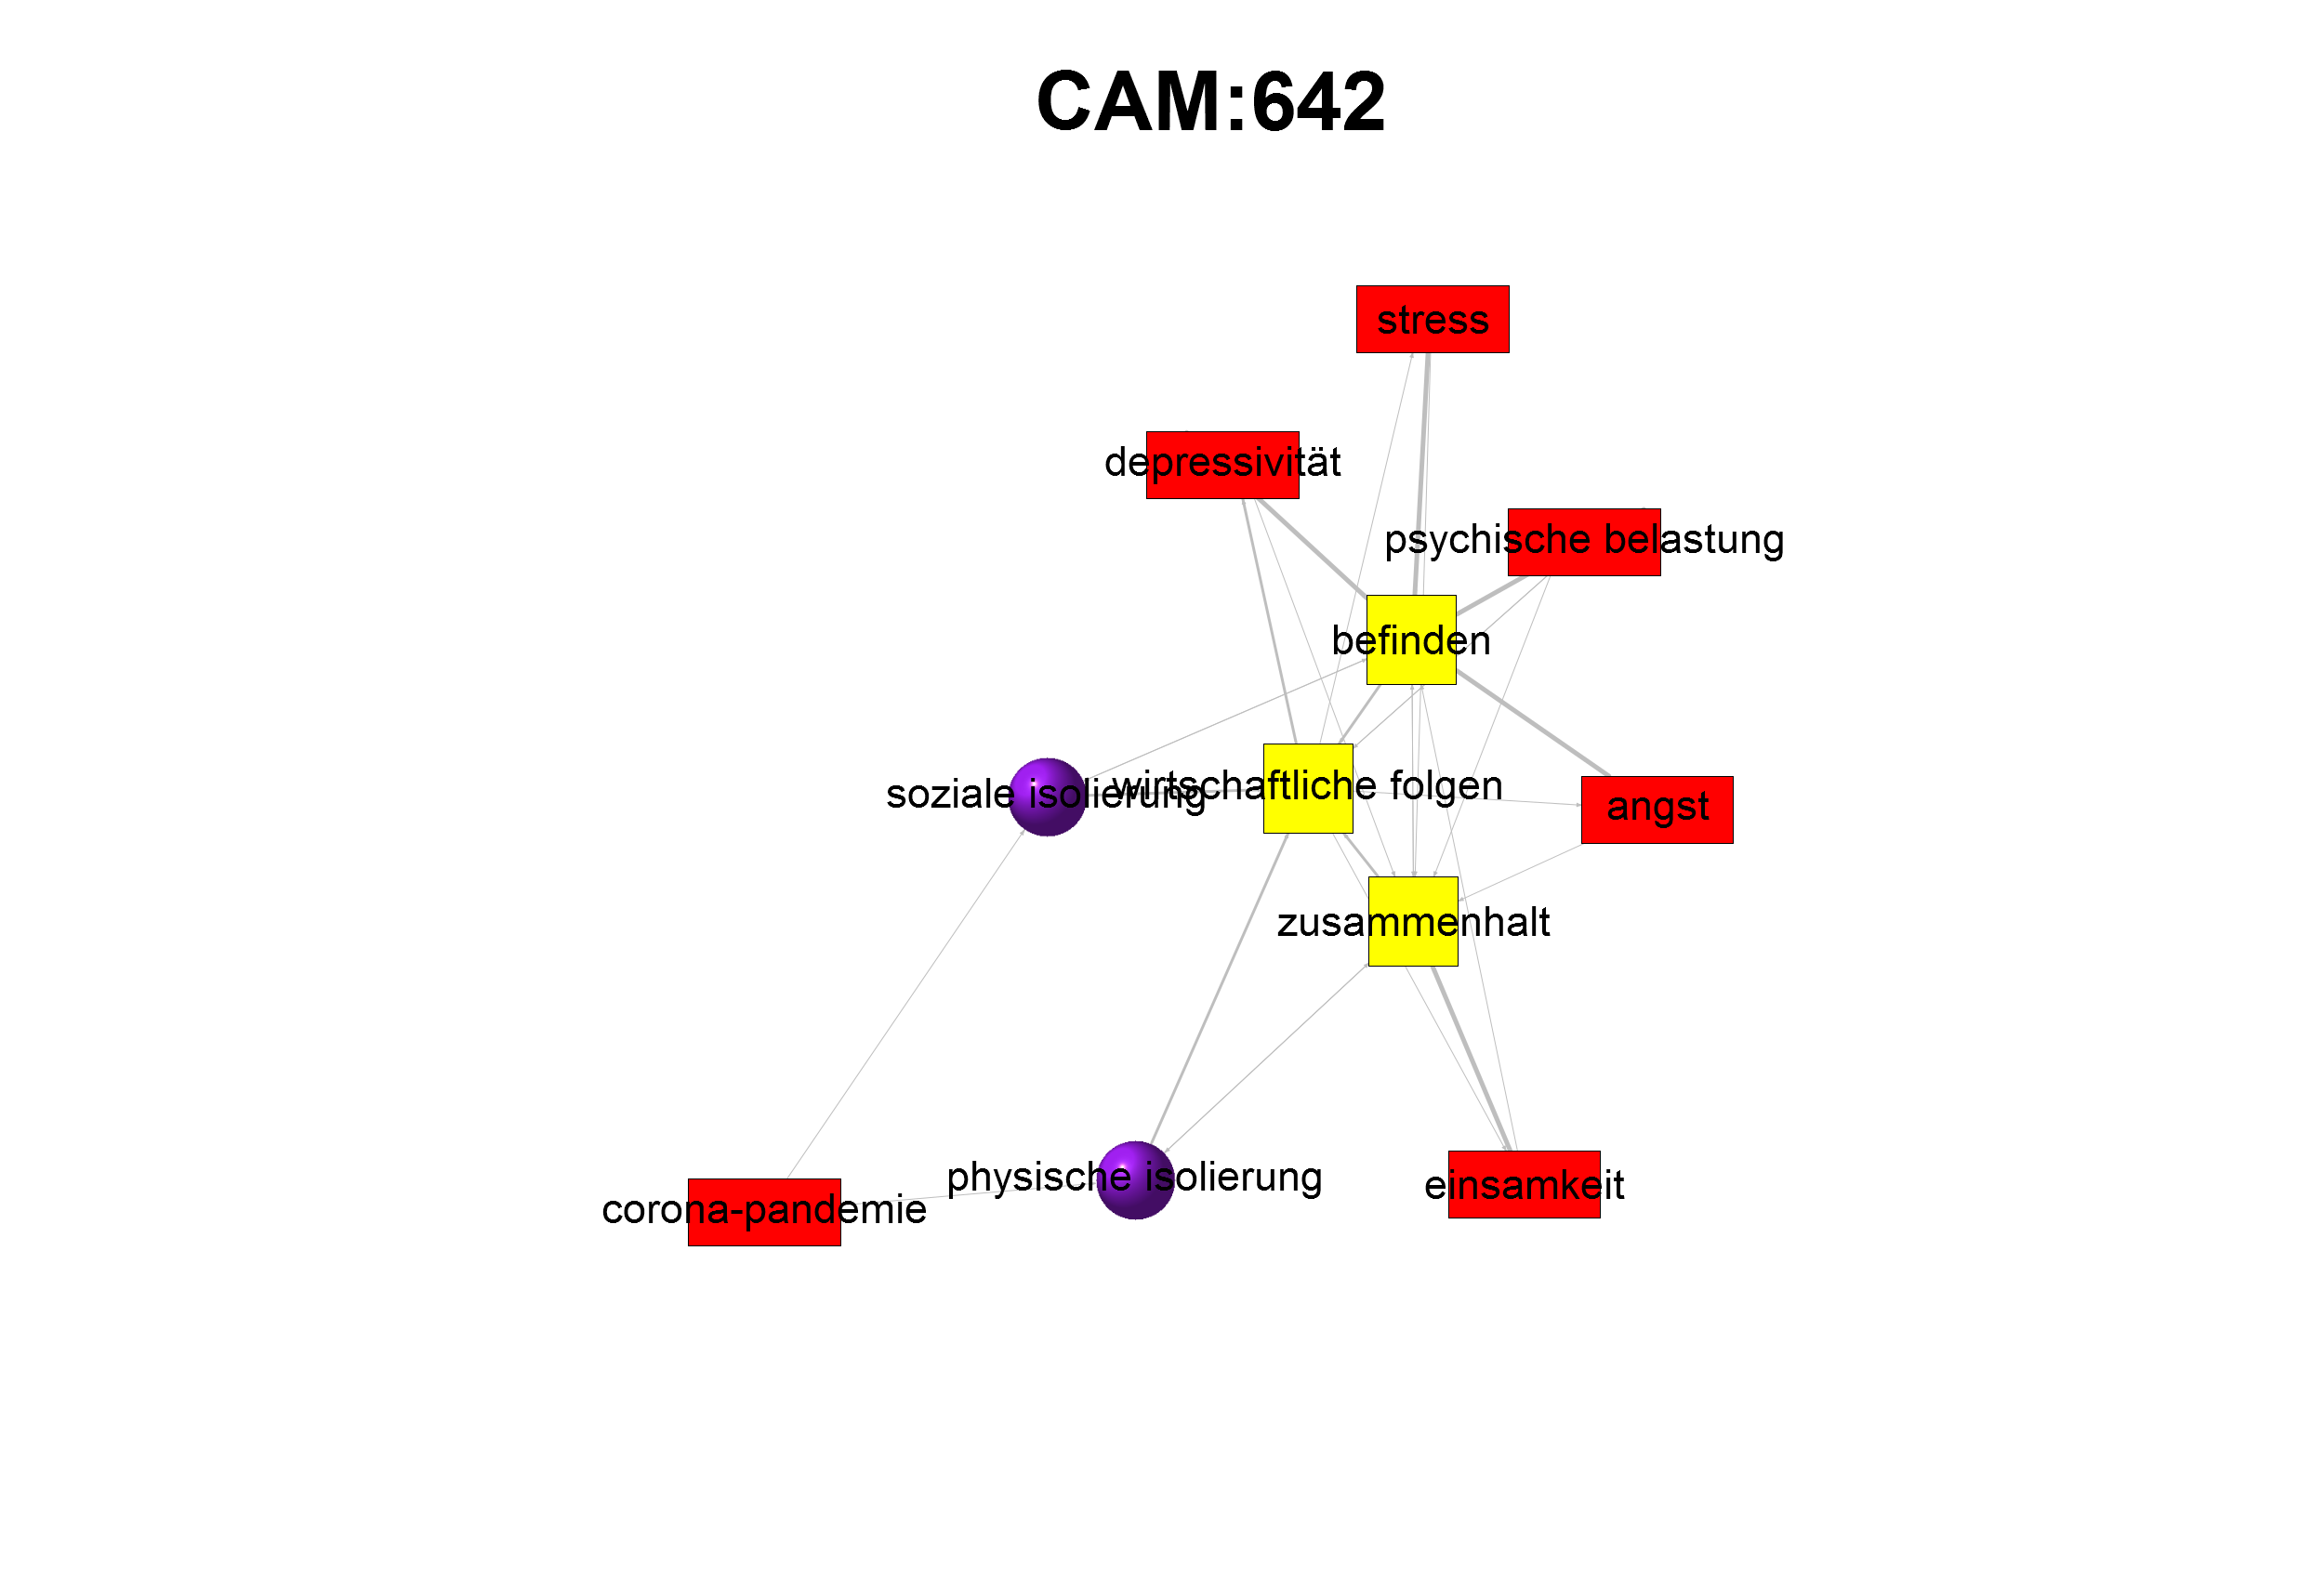 CAM:642
stress
depressivität
psychische belastung
befinden
soziale isolierung
wirtschaftliche folgen
angst
zusammenhalt
physische isolierung
einsamkeit
corona-pandemie